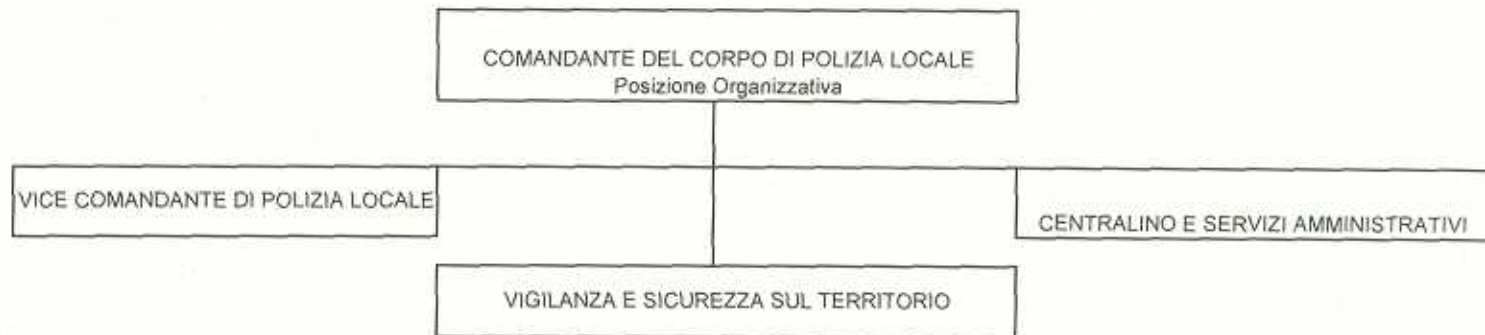 COMANDANTE DEL CORPO DI POLIZIA LOCALE
Posizione Organizzativa
VICE COMANDANTE DI POLIZIA LOCALE
CENTRALINO E SERVIZI AMMINISTRATIVI
VIGILANZA E SICUREZZA SUL TERRITORIO